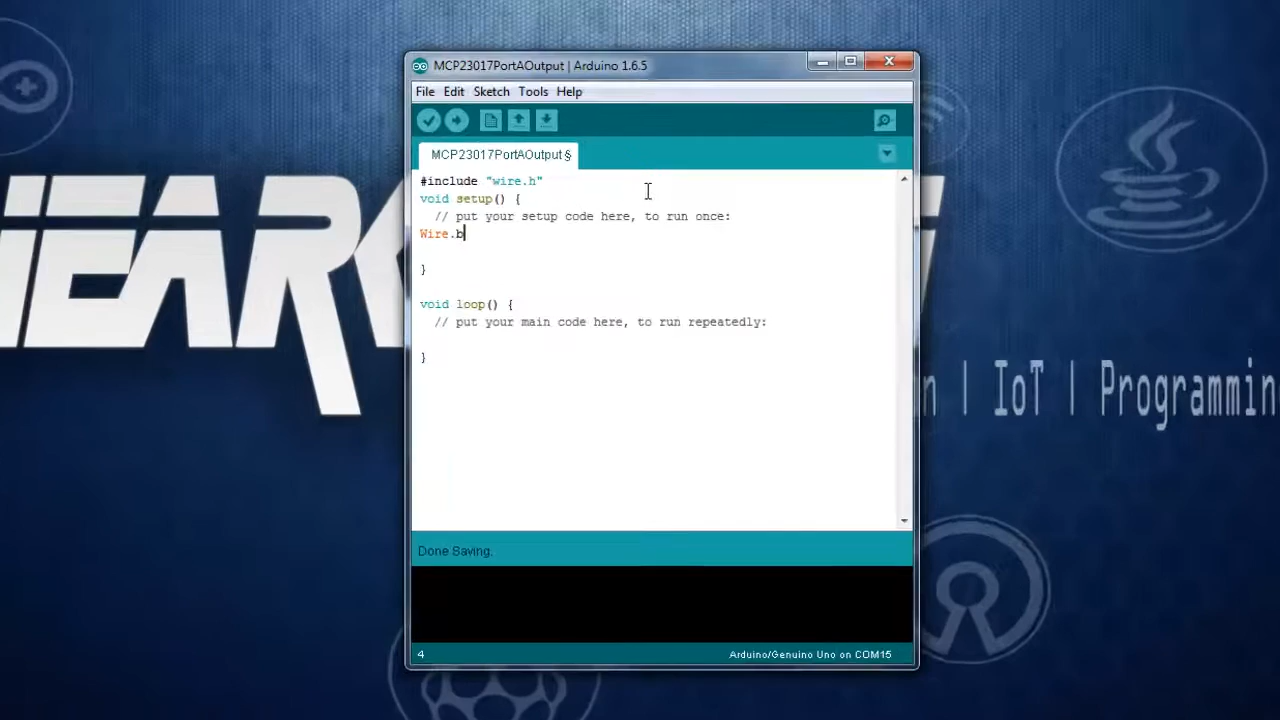 MCP23017PortAOutput | Arduino 1.6.5
File Edit Sketch Tools Help
MCP23017PortAOutput §
#include "wire.h"
void setup() {
// put your setup code here, to run once:
Wire.b
}
void loop() {
// put your main code here, to run repeatedly:
}
Done Saving.
4 Arduino/Genuino Uno on COM15
| IoT |